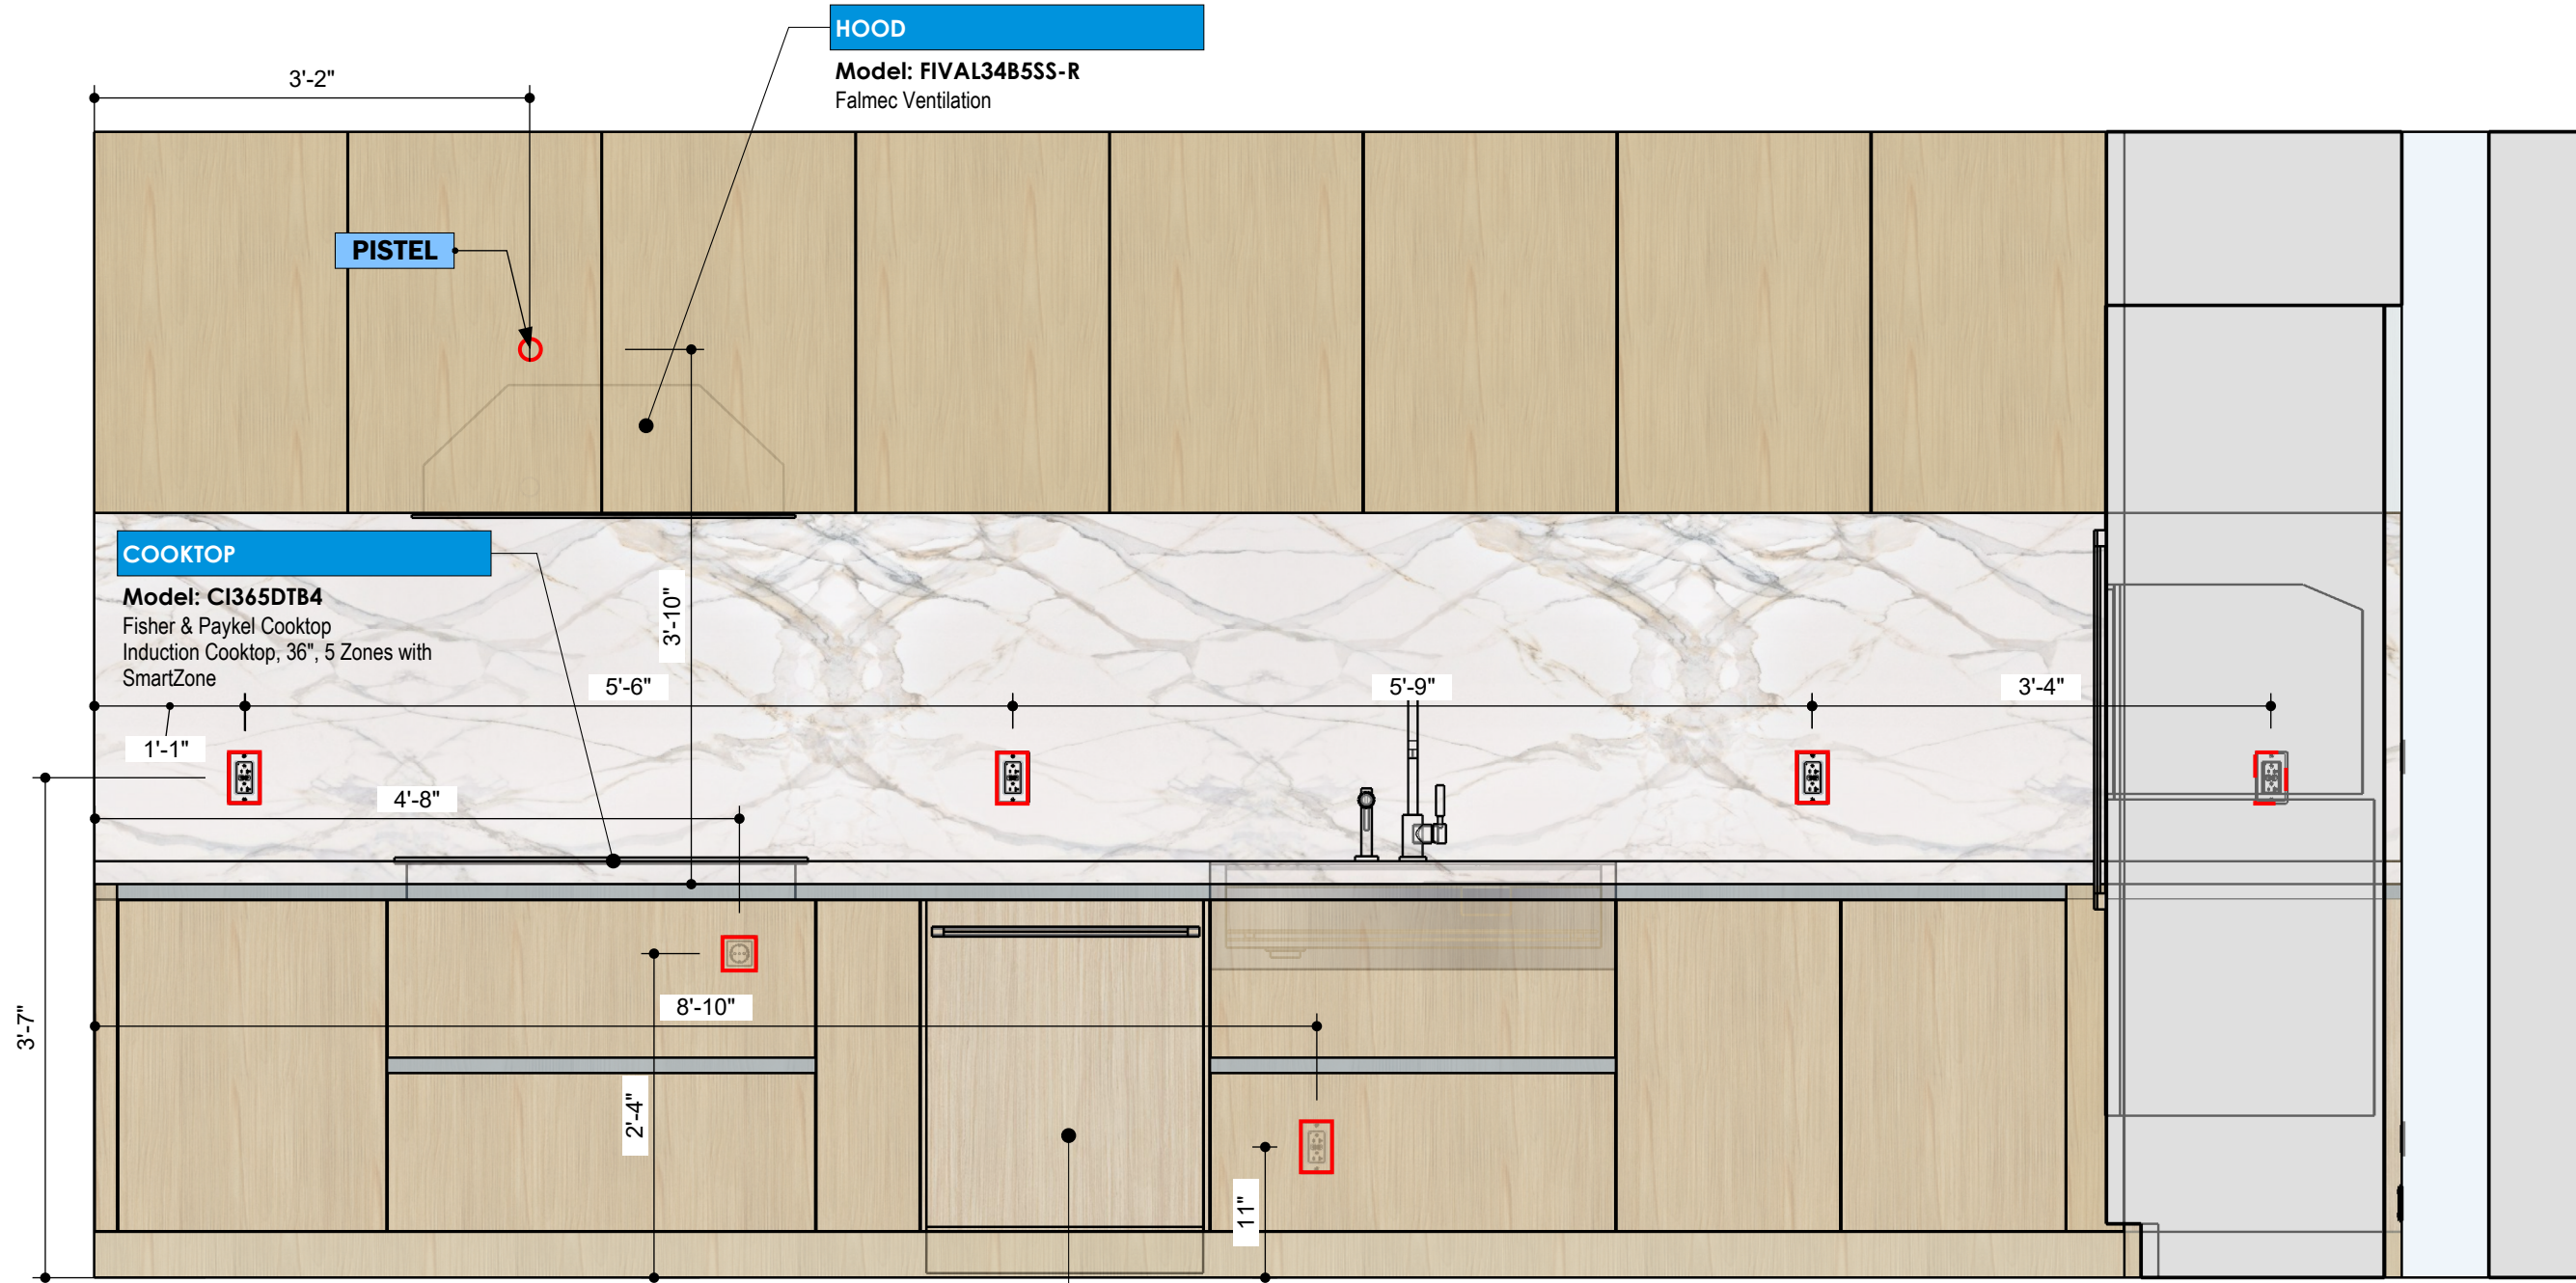 HOOD
Model: FIVAL34B5SS-R
Falmec Ventilation
3'-2"
PISTEL
COOKTOP
Model: CI365DTB4
Fisher & Paykel Cooktop
Induction Cooktop, 36", 5 Zones with
SmartZone
3'-10"
5'-6"
5'-9"
3'-4"
1'-1"
4'-8"
3'-7"
8'-10"
2'-4"
11"